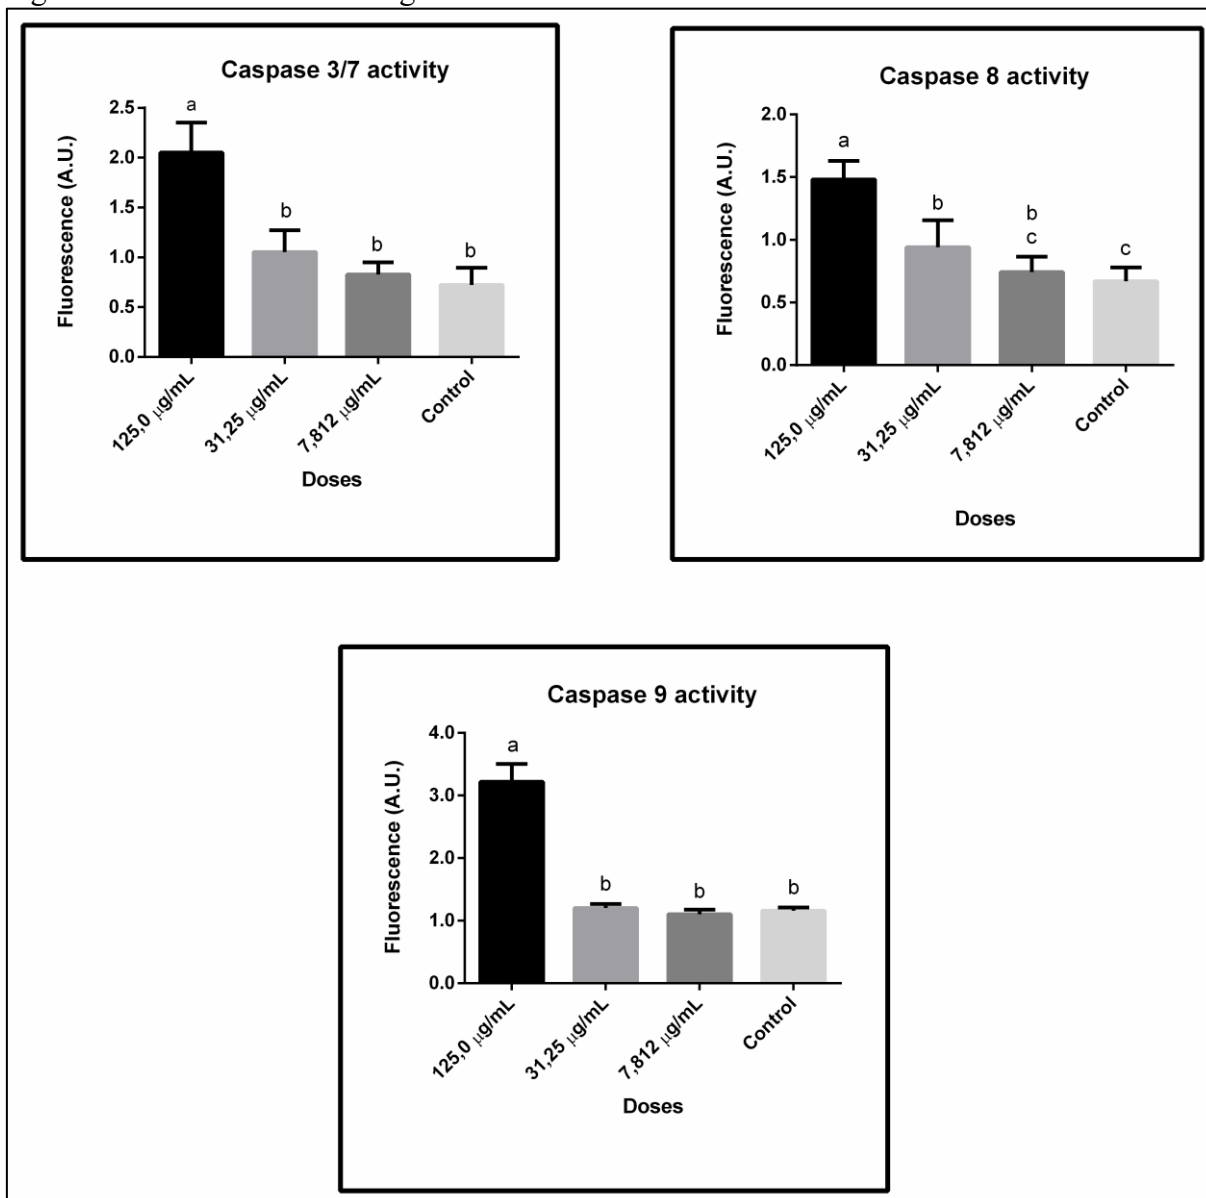 Caspase 3/7 activity
a
2.5
2.0
1.5
1.0
0.5
0.0
b
b
b
Fluorescence (A.U.)
125,0 µg/mL
31,25 µg/mL
7,812 µg/mL
Control
Doses
Caspase 8 activity
2.0
1.5
1.0
0.5
0.0
a
b
b
c
c
Fluorescence (A.U.)
125,0 µg/mL
31,25 µg/mL
7,812 µg/mL
Control
Doses
Caspase 9 activity
4.0
3.0
2.0
1.0
0.0
a
b
b
b
Fluorescence (A.U.)
125,0 µg/mL
31,25 µg/mL
7,812 µg/mL
Control
Doses